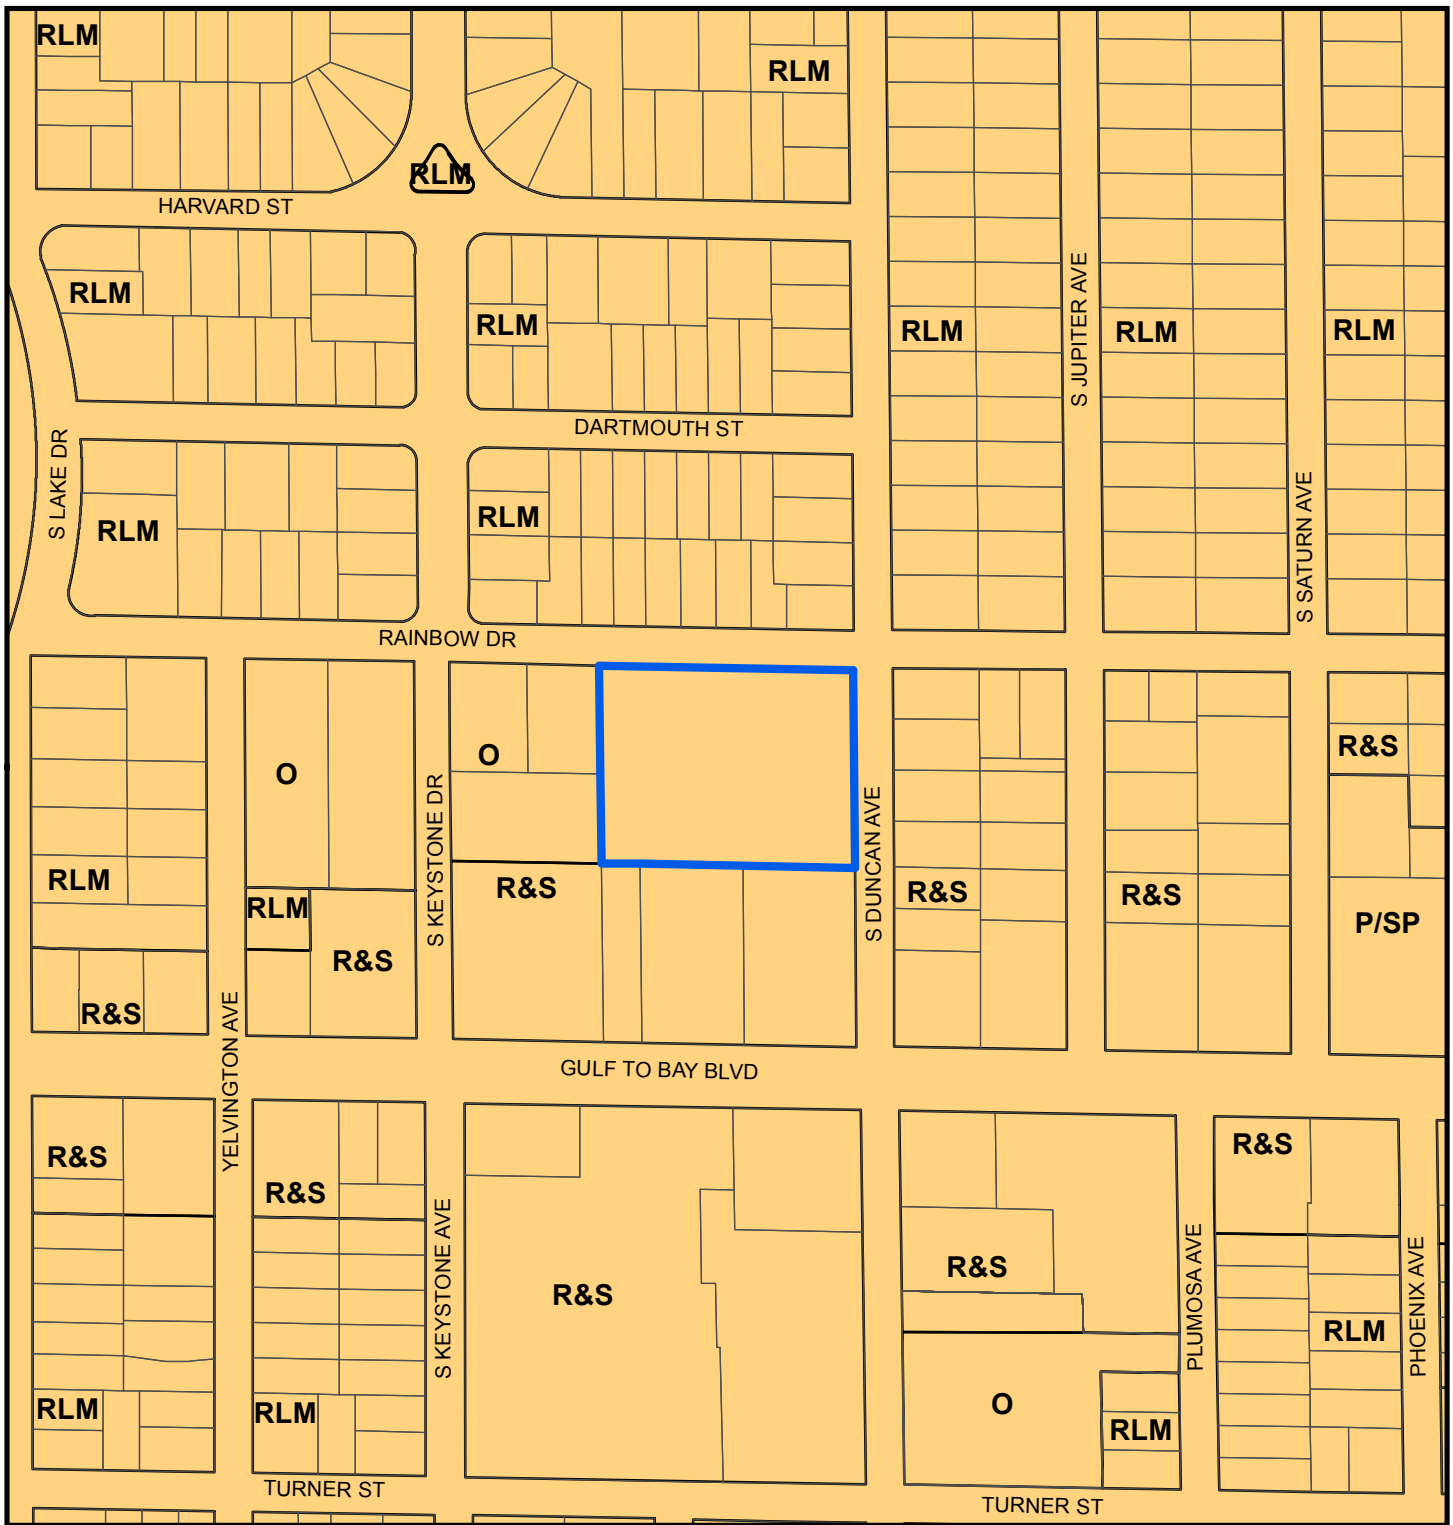 RLM
RLM
RLM
HARVARD ST
RLM
RLM
RLM
RLM
RLM
S JUPITER AVE
DARTMOUTH ST
S LAKE DR
RLM
RLM
S SATURN AVE
RAINBOW DR
O
O
R&S
S KEYSTONE DR
S DUNCAN AVE
RLM
R&S
R&S
R&S
RLM
P/SP
R&S
R&S
YELVINGTON AVE
GULF TO BAY BLVD
R&S
R&S
R&S
S KEYSTONE AVE
R&S
R&S
PLUMOSA AVE
PHOENIX AVE
RLM
RLM
RLM
O
RLM
TURNER ST
TURNER ST